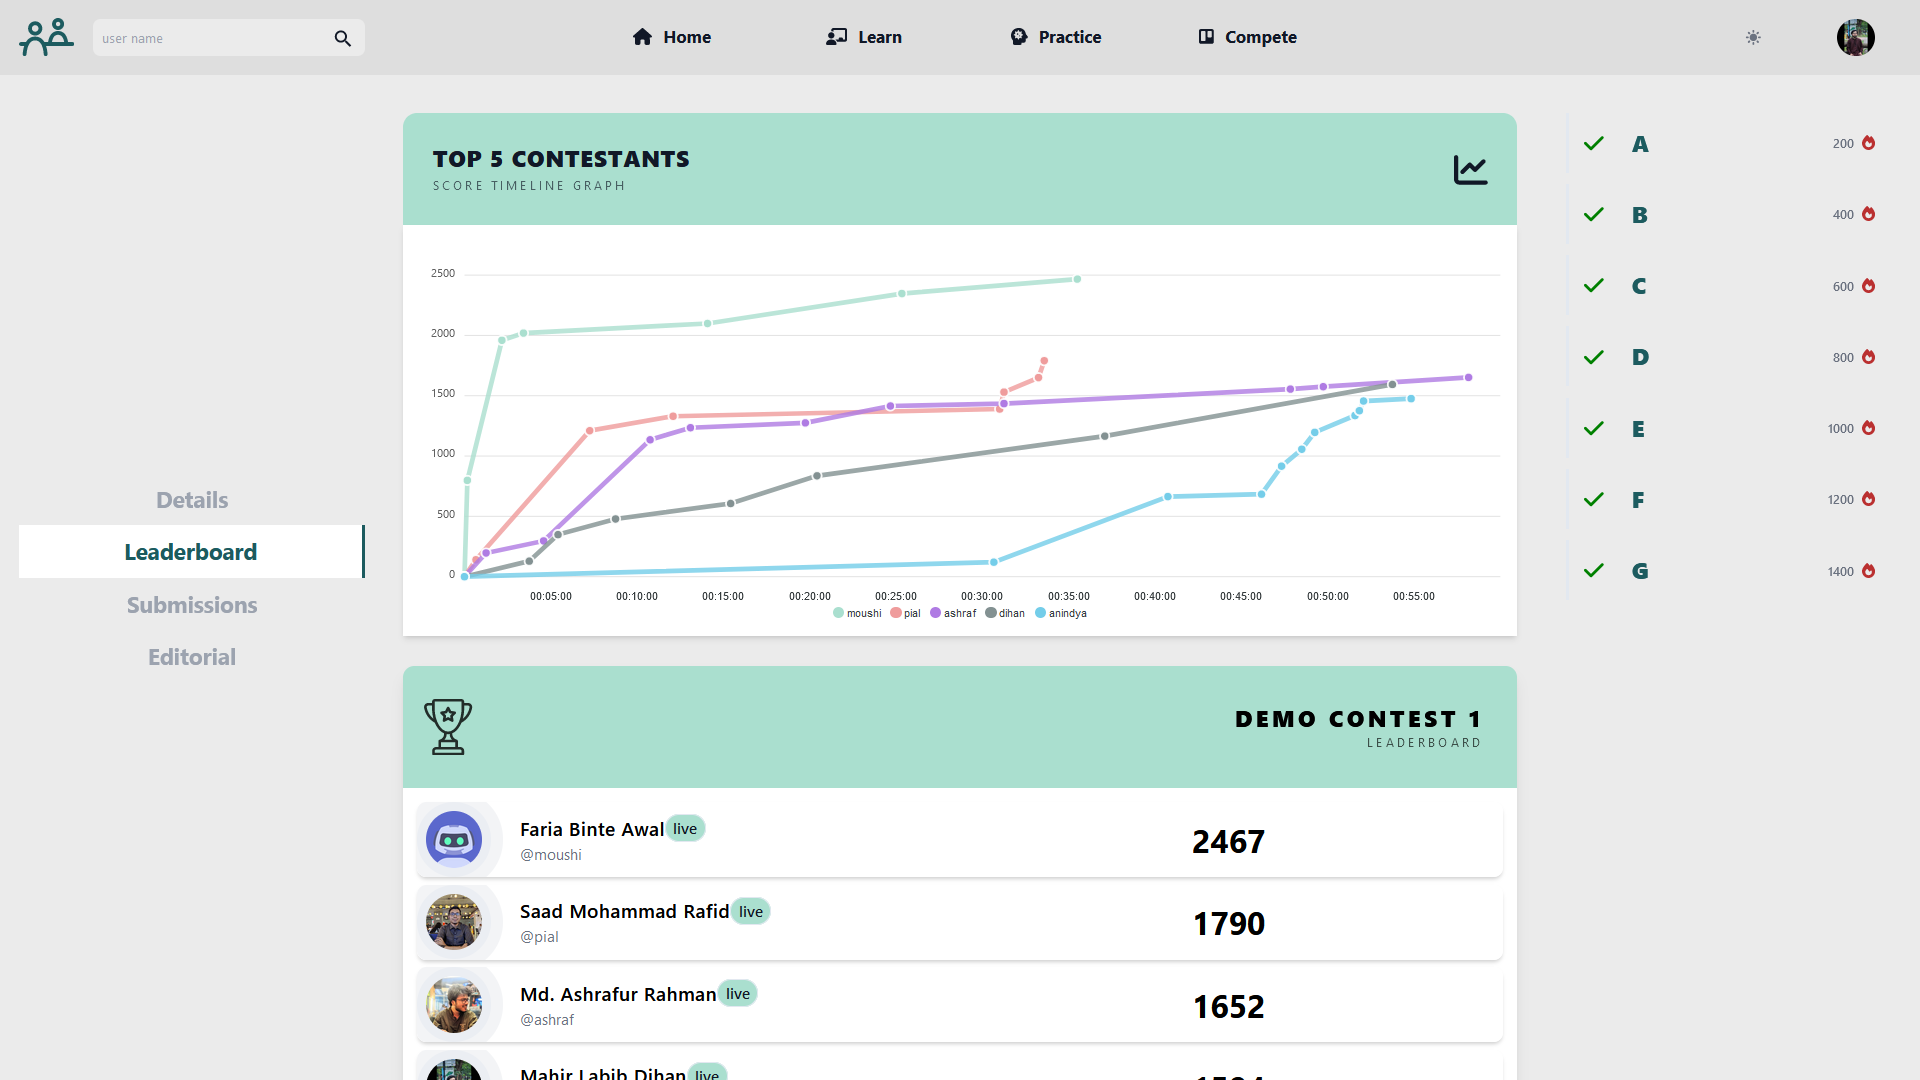 user name
Home
Learn
Practice
Compete
Details
Leaderboard
Submissions
Editorial
TOP 5 CONTESTANTS
SCORE TIMELINE GRAPH
2500
2000
1500
1000
500
0
00:05:00 00:10:00 00:15:00 00:20:00 00:25:00 00:30:00 00:35:00 00:40:00 00:45:00 00:50:00 00:55:00
moushi pial ashraf dihan anindya
A 200
B 400
C 600
D 800
E 1000
F 1200
G 1400
DEMO CONTEST 1
LEADERBOARD
Faria Binte Awal live
@moushi
2467
Saad Mohammad Rafid live
@pial
1790
Md. Ashrafur Rahman live
@ashraf
1652
Mahir Labib Dihan live